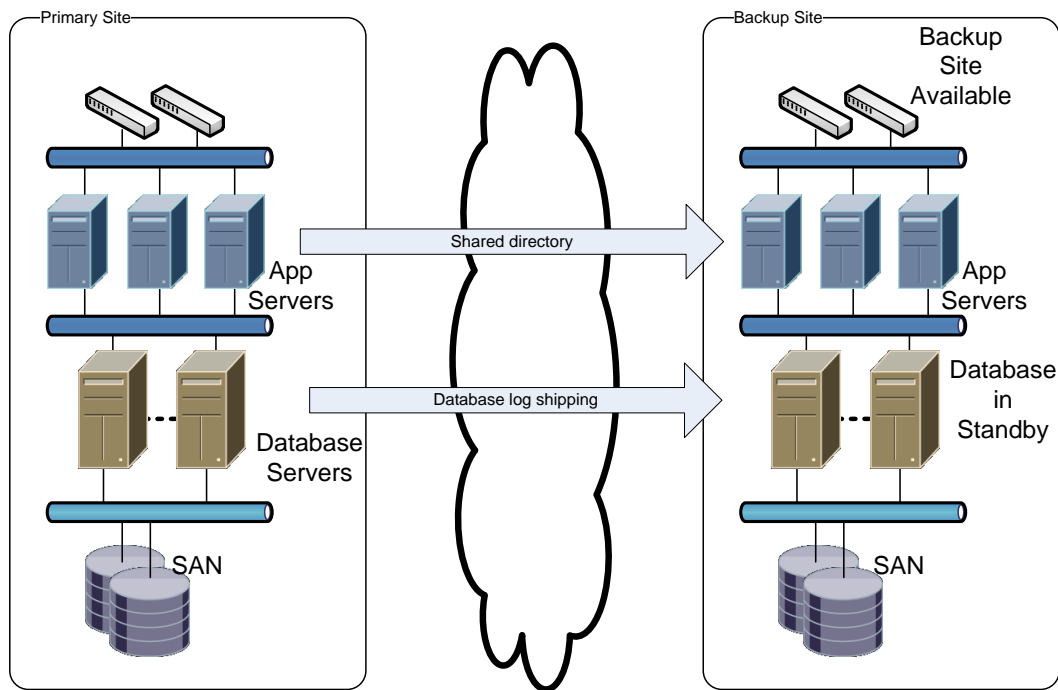 Primary Site
Backup Site
Backup
Site
Available
Shared directory
App
Servers
App
Servers
Database log shipping
Database
Servers
Database
in
Standby
SAN
SAN